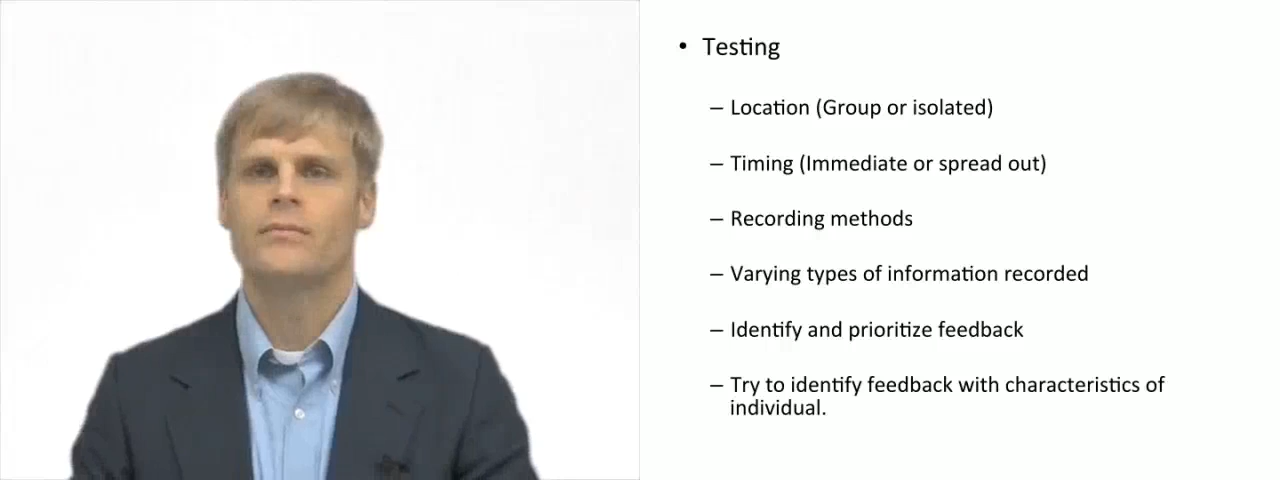 • Testing
– Location (Group or isolated)
– Timing (Immediate or spread out)
– Recording methods
– Varying types of information recorded
– Identify and prioritize feedback
– Try to identify feedback with characteristics of
individual.